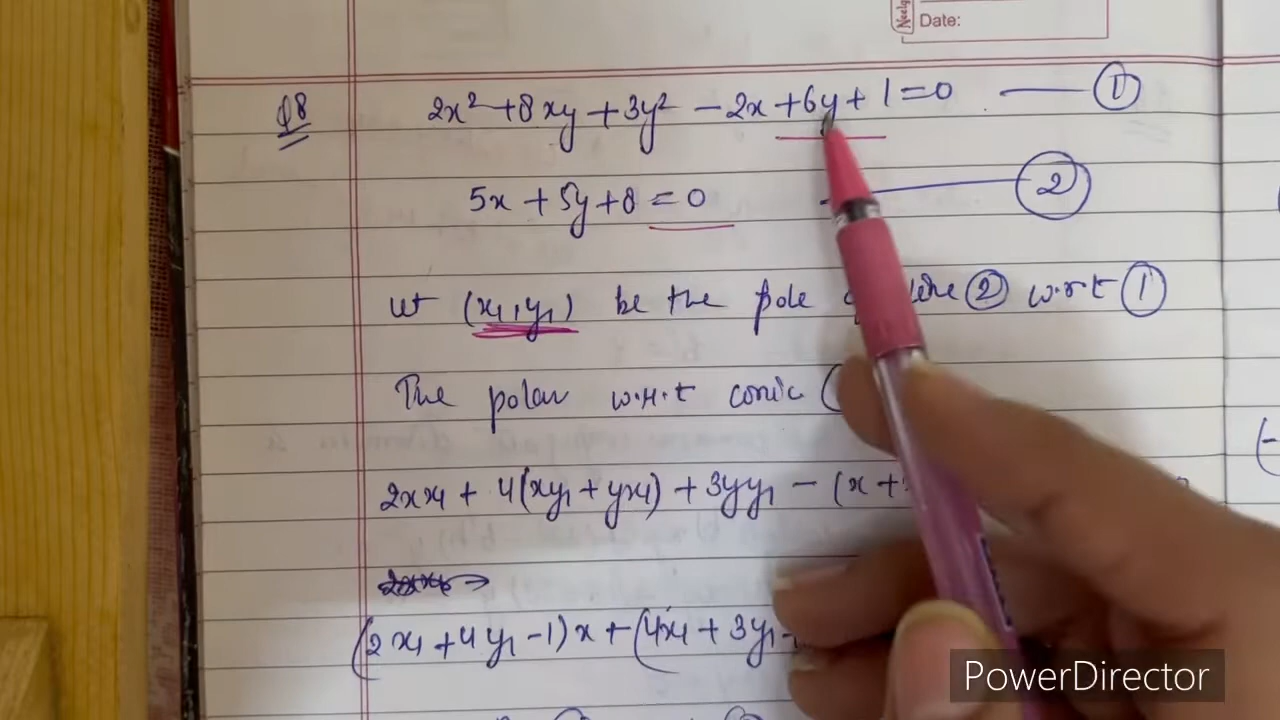 Neelg
Date:
Q8 2x² + 8xy + 3y² - 2x + 6y + 1 = 0 ①
5x + 5y + 8 = 0 ②
let (x₁, y₁) be the pole line ② w.r.t ①
The polar w.r.t conic (
2xx₁ + 4(xy₁ + yx₁) + 3yy₁ - (x +
(2x₁ + 4y₁ - 1)x + (4x₁ + 3y₁
PowerDirector